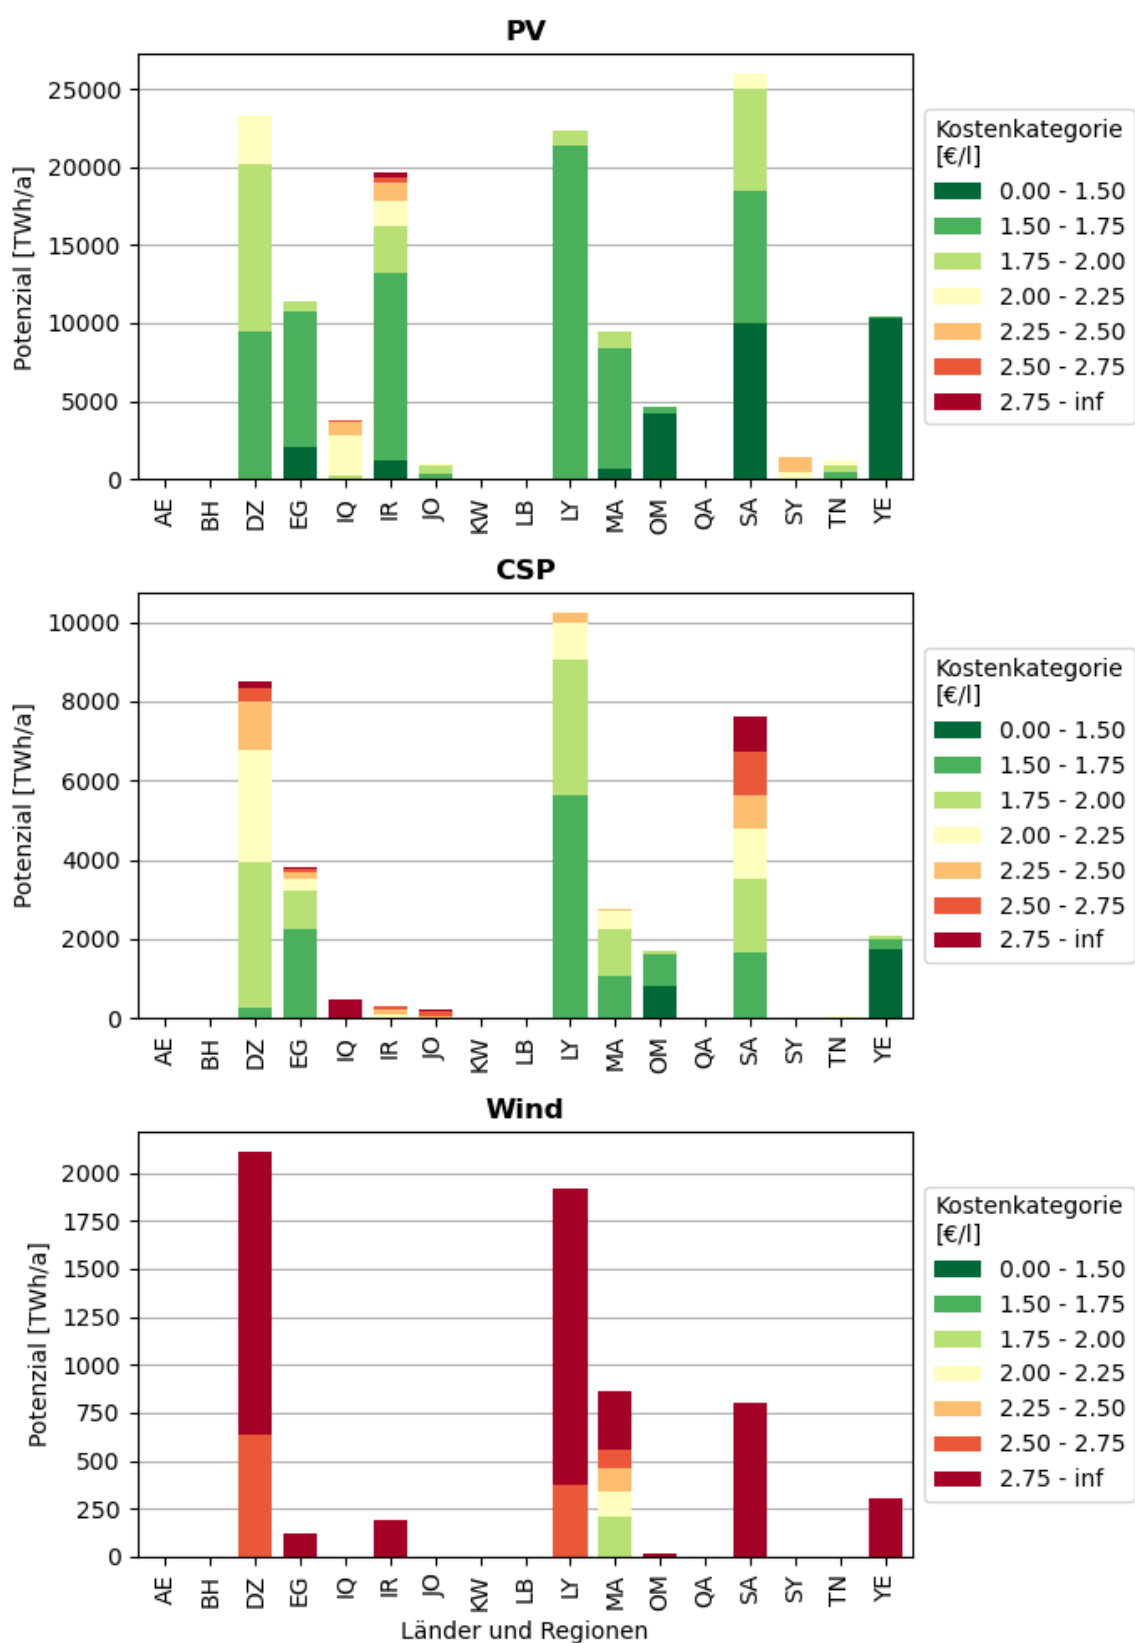 PV
Potenzial [TWh/a]
25000
20000
15000
10000
5000
0
AE BH DZ EG IQ IR JO KW LB LY MA OM QA SA SY TN YE
Kostenkategorie
[€/l]
0.00 - 1.50
1.50 - 1.75
1.75 - 2.00
2.00 - 2.25
2.25 - 2.50
2.50 - 2.75
2.75 - inf
CSP
Potenzial [TWh/a]
10000
8000
6000
4000
2000
0
AE BH DZ EG IQ IR JO KW LB LY MA OM QA SA SY TN YE
Kostenkategorie
[€/l]
0.00 - 1.50
1.50 - 1.75
1.75 - 2.00
2.00 - 2.25
2.25 - 2.50
2.50 - 2.75
2.75 - inf
Wind
Potenzial [TWh/a]
2000
1750
1500
1250
1000
750
500
250
0
AE BH DZ EG IQ IR JO KW LB LY MA OM QA SA SY TN YE
Länder und Regionen
Kostenkategorie
[€/l]
0.00 - 1.50
1.50 - 1.75
1.75 - 2.00
2.00 - 2.25
2.25 - 2.50
2.50 - 2.75
2.75 - inf